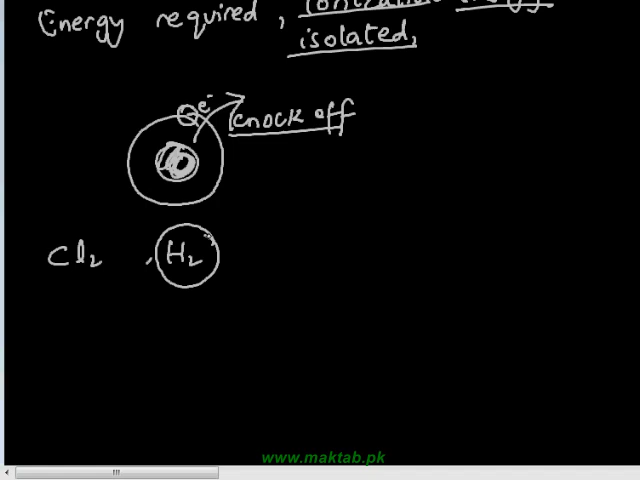 Energy required,
isolated,
e⁻
knock off
Cl₂ , H₂
www.maktab.pk